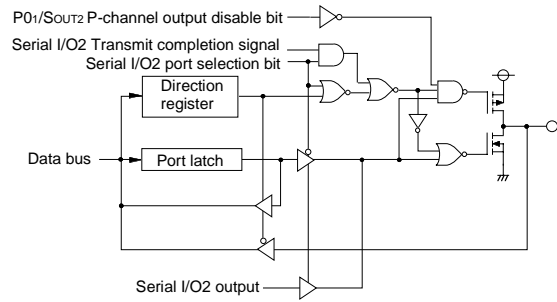 P01/SOUT2 P-channel output disable bit
Serial I/O2 Transmit completion signal
Serial I/O2 port selection bit
Direction
register
Data bus
Port latch
Serial I/O2 output